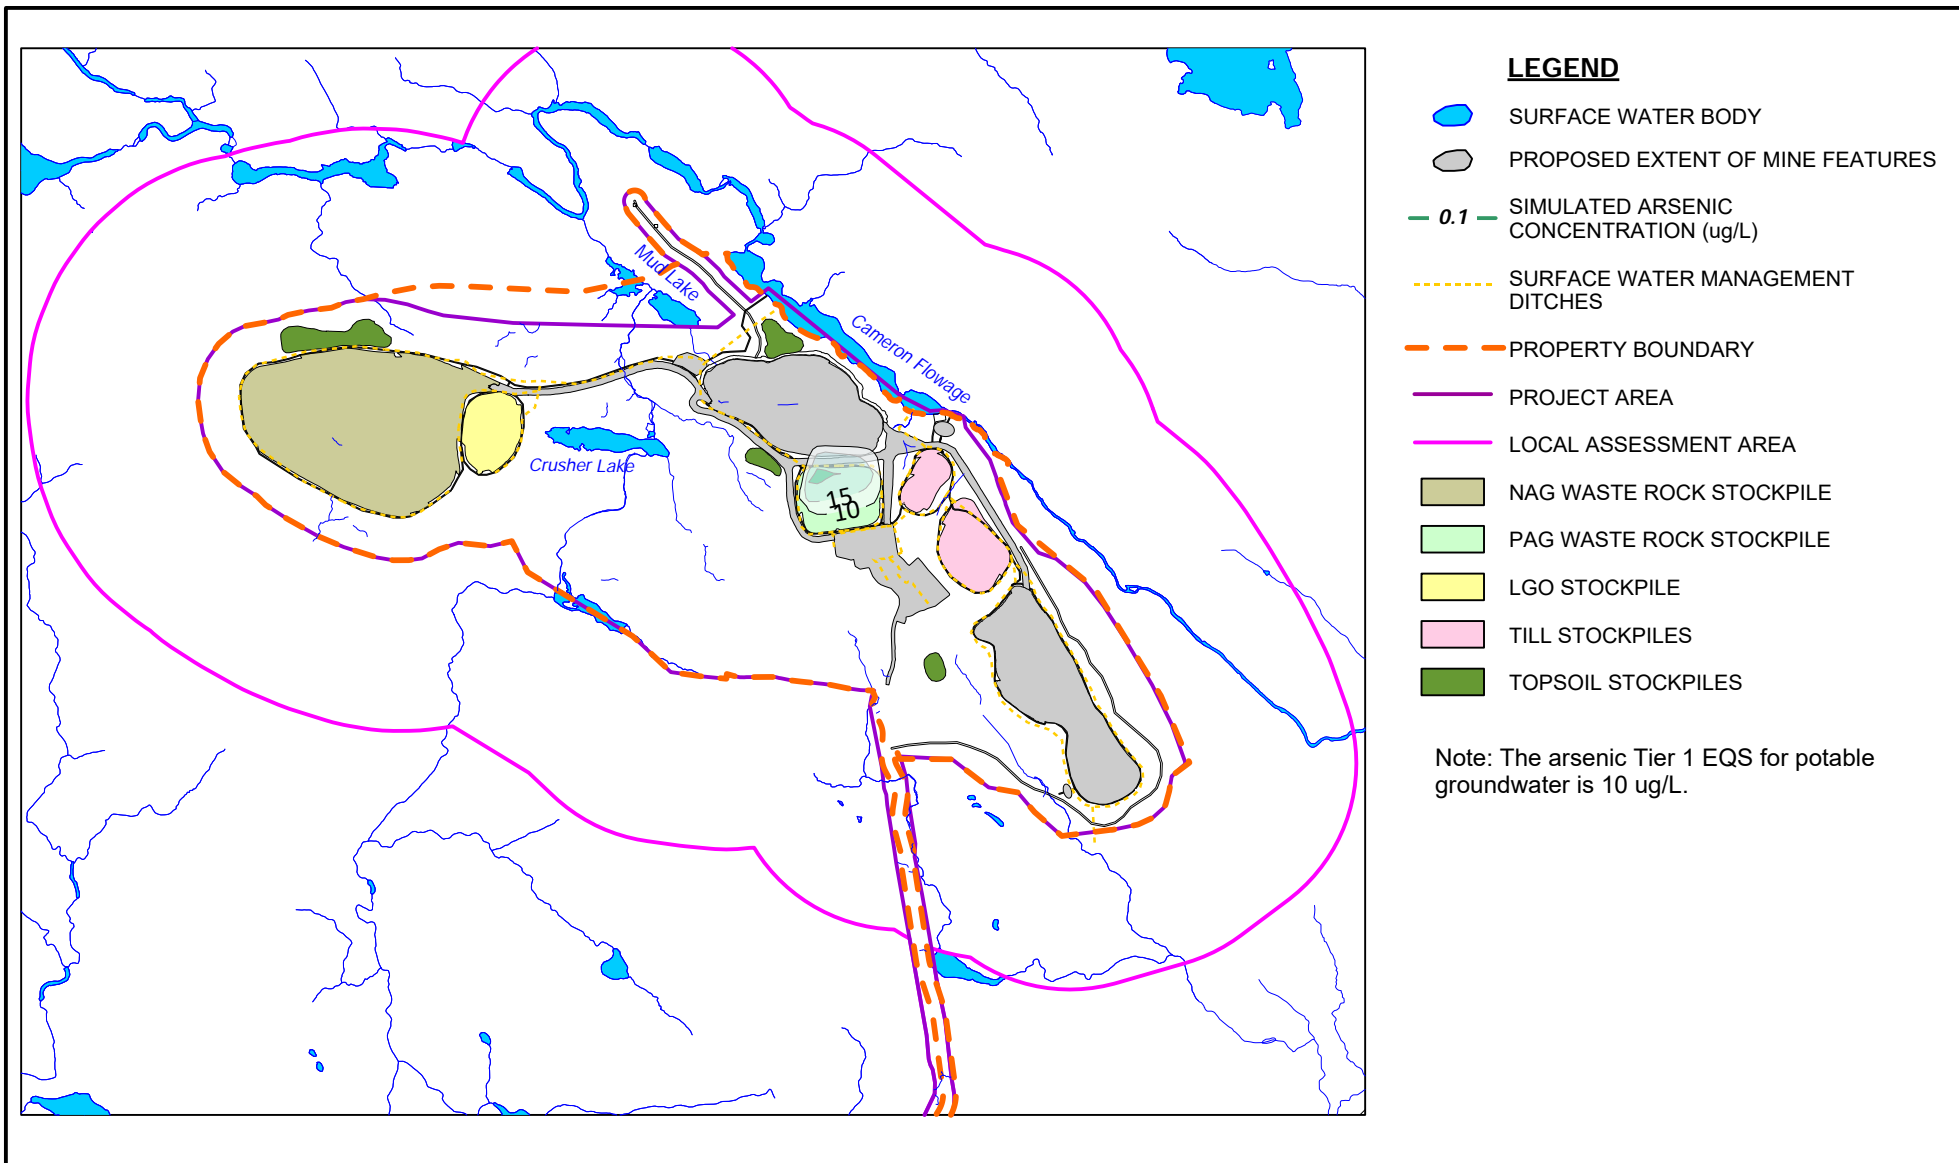 Mud Lake
Cameron Flowage
Crusher Lake
15
10
LEGEND
SURFACE WATER BODY
PROPOSED EXTENT OF MINE FEATURES
0.1
SIMULATED ARSENIC
CONCENTRATION (ug/L)
SURFACE WATER MANAGEMENT
DITCHES
PROPERTY BOUNDARY
PROJECT AREA
LOCAL ASSESSMENT AREA
NAG WASTE ROCK STOCKPILE
PAG WASTE ROCK STOCKPILE
LGO STOCKPILE
TILL STOCKPILES
TOPSOIL STOCKPILES
Note: The arsenic Tier 1 EQS for potable
groundwater is 10 ug/L.